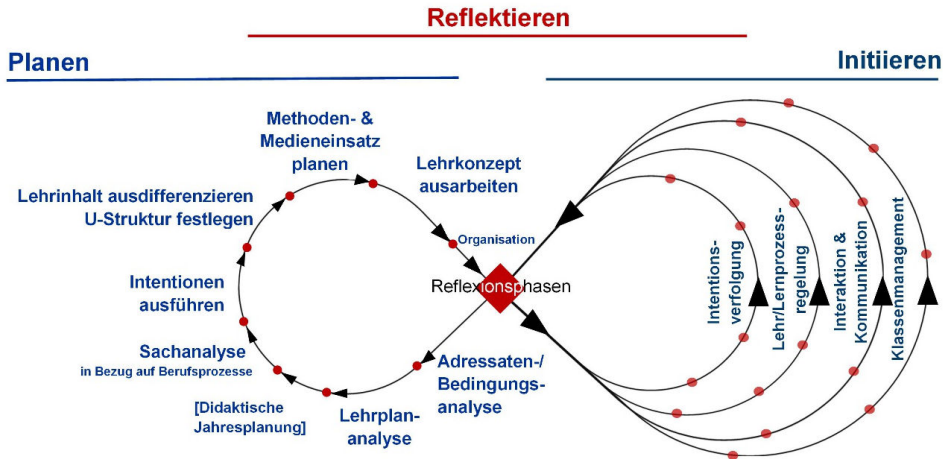 Reflektieren
Planen
Initiieren
Methoden- &
Medieneinsatz
planen
Lehrkonzept
ausarbeiten
Lehrinhalt ausdifferenzieren
U-Struktur festlegen
Organisation
Intentionen
ausführen
Reflexionsphasen
Sachanalyse
in Bezug auf Berufsprozesse
Adressaten-/
Bedingungs-
analyse
[Didaktische
Jahresplanung]
Lehrplan-
analyse
Intentions-
verfolgung
Lehr/Lernprozess-
regelung
Interaktion &
Kommunikation
Klassenmanagement